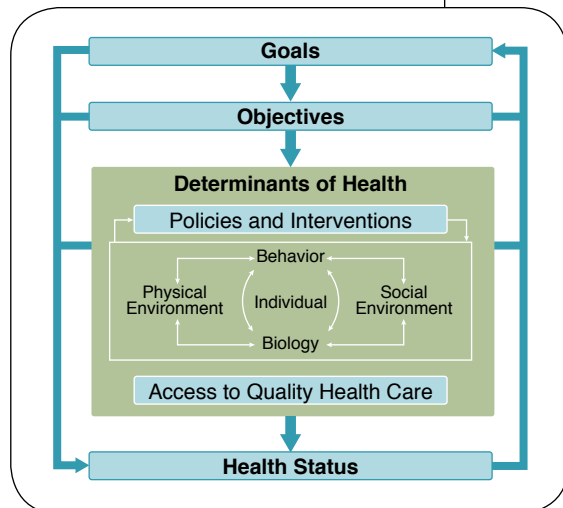 Goals
Objectives
Determinants of Health
Policies and Interventions
Behavior
Physical
Environment
Individual
Social
Environment
Biology
Access to Quality Health Care
Health Status